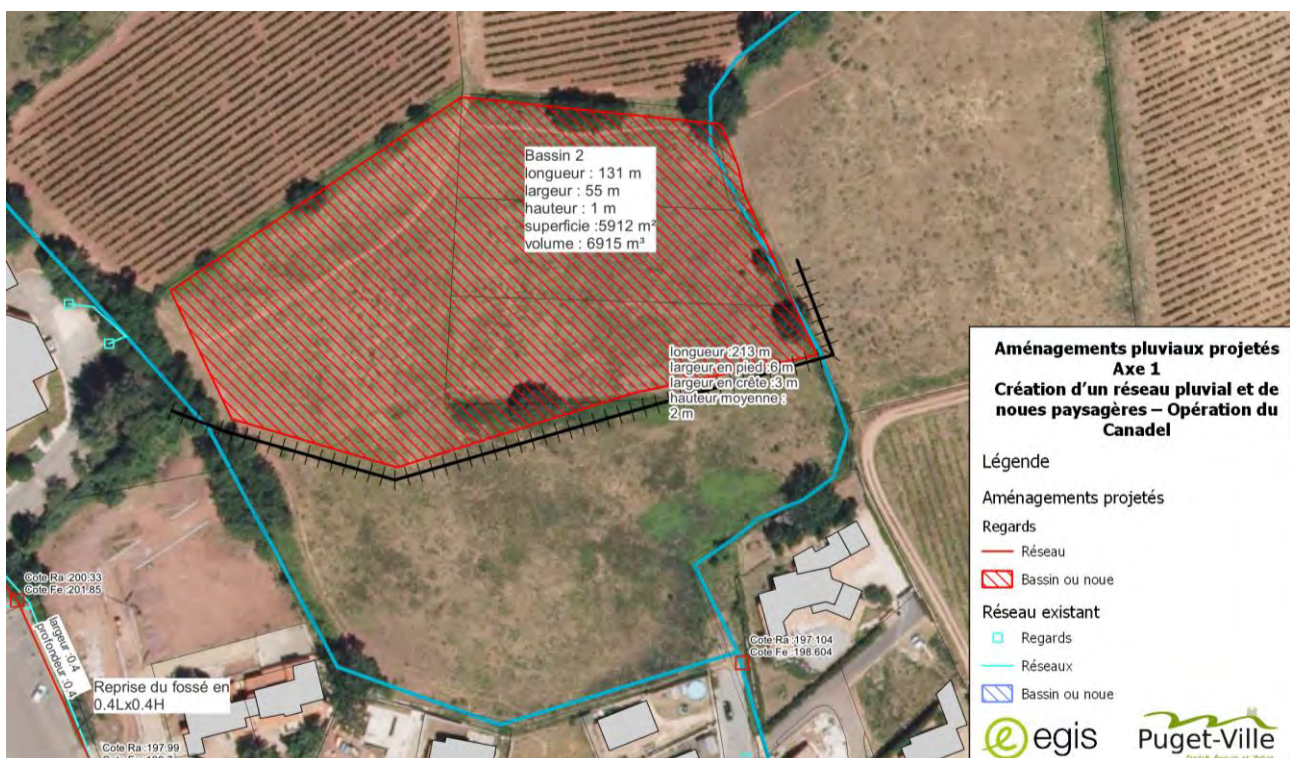 Bassin 2
longueur : 131 m
largeur : 55 m
hauteur : 1 m
superficie :5912 m²
volume : 6915 m³
longueur :213 m
largeur en pied :6 m
largeur en crête :3 m
hauteur moyenne :
2 m
Cote Ra :200.33
Cote Fe :201.85
largeur :0.4
profondeur :0.4
Reprise du fossé en
0.4Lx0.4H
Cote Ra :197.99
Cote Ra :197.104
Cote Fe :198.604
Aménagements pluviaux projetés
Axe 1
Création d'un réseau pluvial et de
noues paysagères – Opération du
Canadel
Légende
Aménagements projetés
Regards
Réseau
Bassin ou noue
Réseau existant
Regards
Réseaux
Bassin ou noue
egis
Puget-Ville